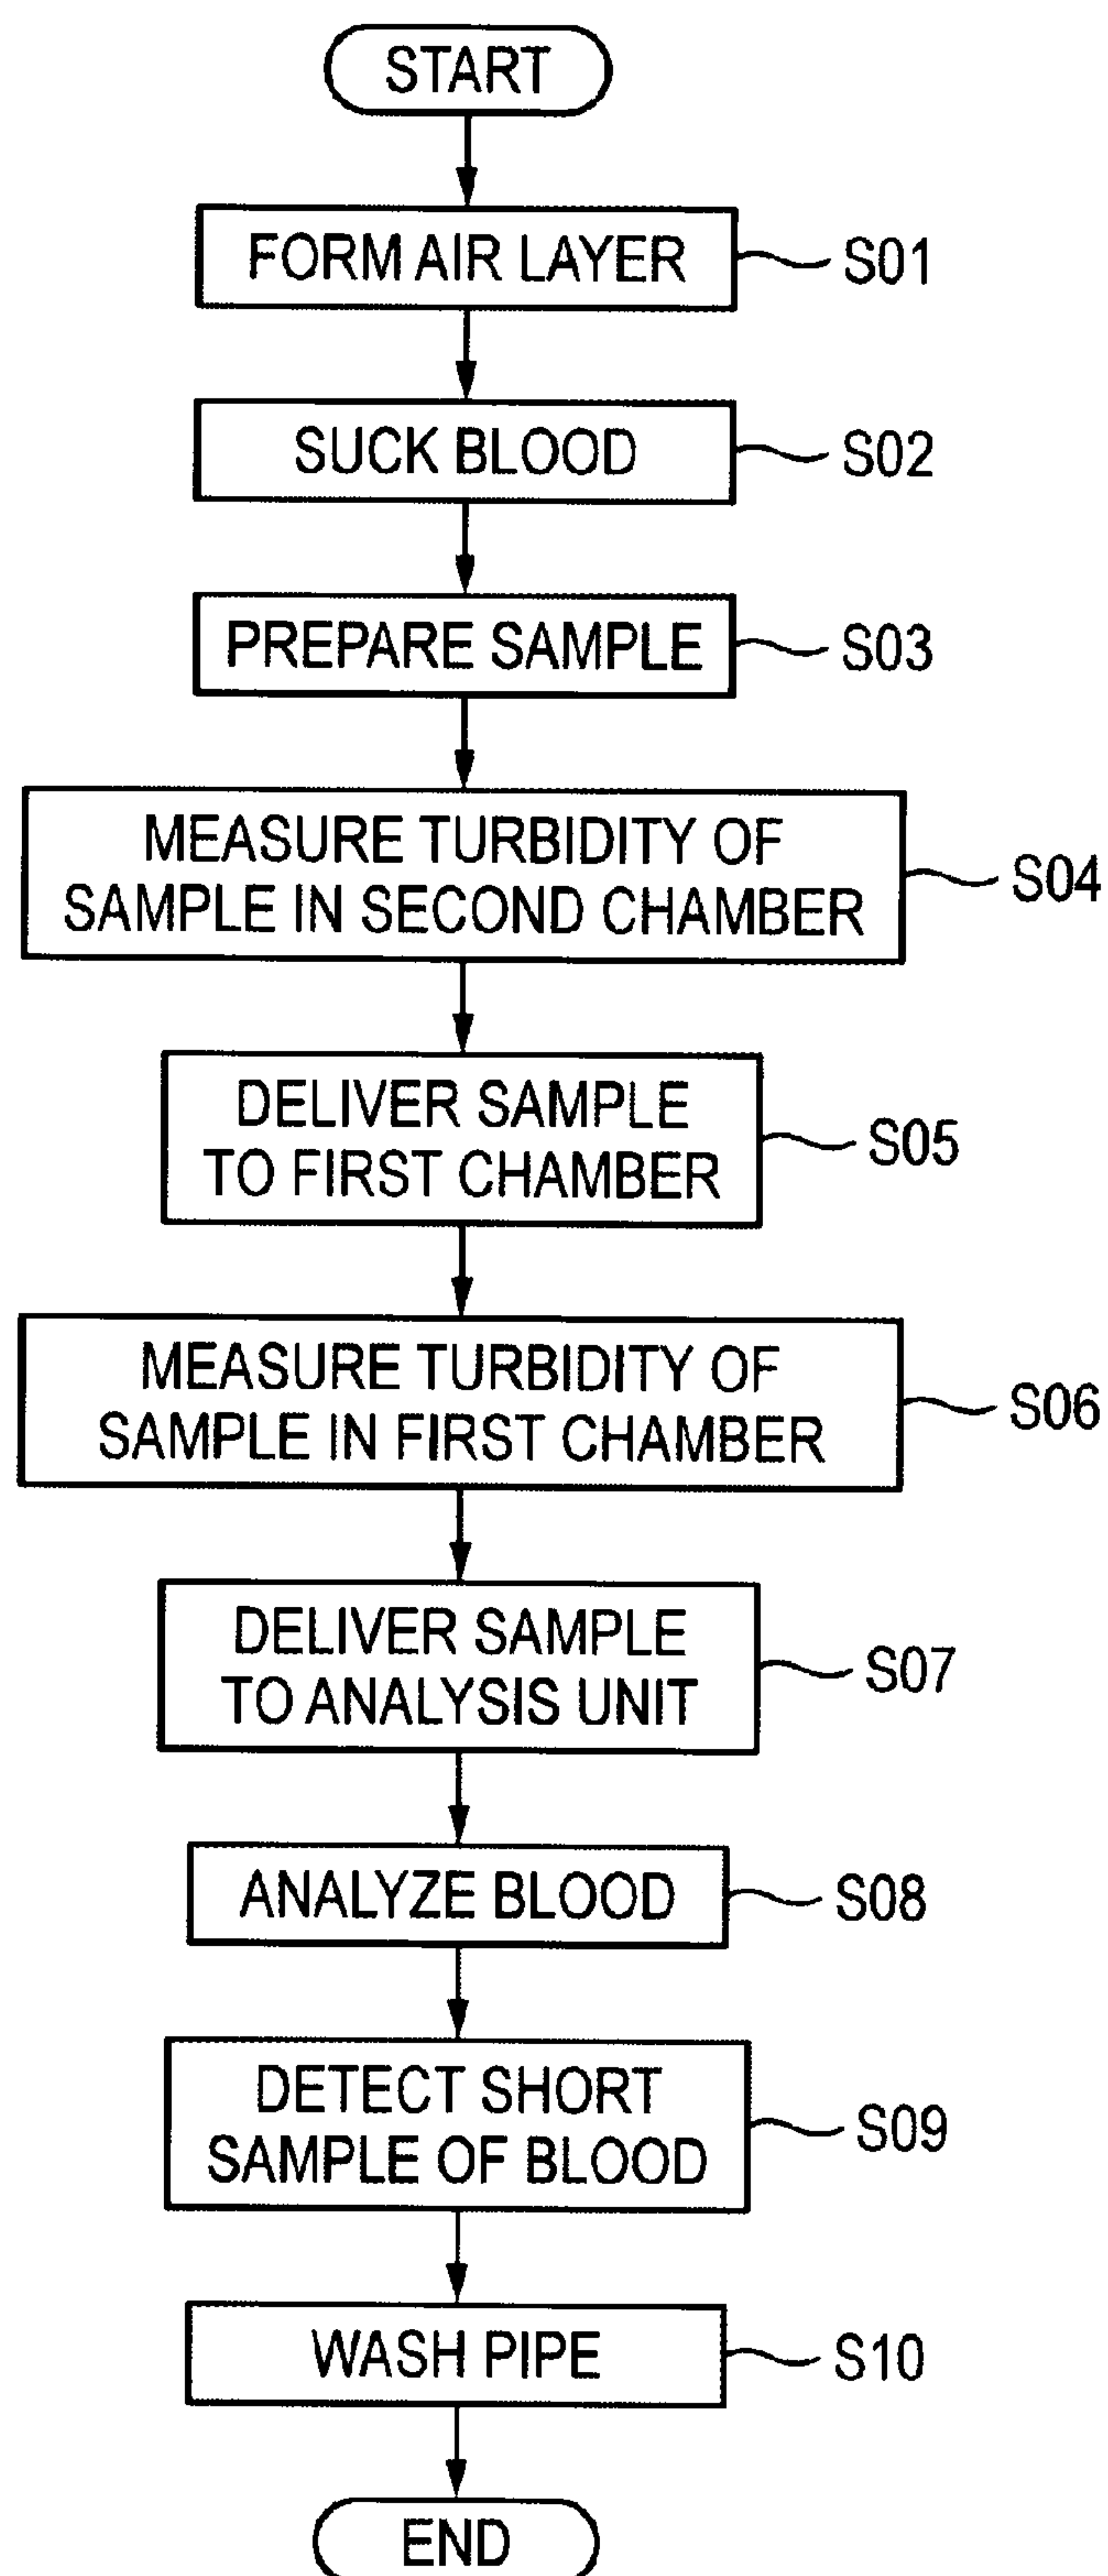 START
FORM AIR LAYER
S01
SUCK BLOOD
S02
PREPARE SAMPLE
S03
MEASURE TURBIDITY OF
SAMPLE IN SECOND CHAMBER
S04
DELIVER SAMPLE
TO FIRST CHAMBER
S05
MEASURE TURBIDITY OF
SAMPLE IN FIRST CHAMBER
S06
DELIVER SAMPLE
TO ANALYSIS UNIT
S07
ANALYZE BLOOD
S08
DETECT SHORT
SAMPLE OF BLOOD
S09
WASH PIPE
S10
END